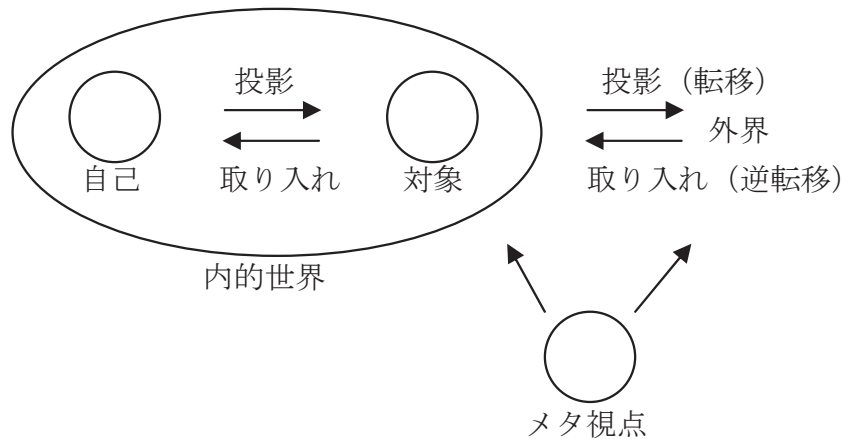 投影
投影（転移）
外界
自己
取り入れ
対象
取り入れ（逆転移）
内的世界
メタ視点